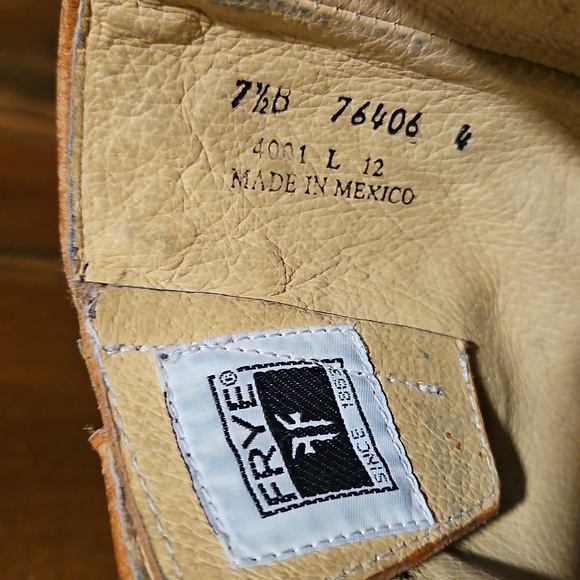 7½B 76406 4
4001 L 12
MADE IN MEXICO
FRYE®
SINCE 1863